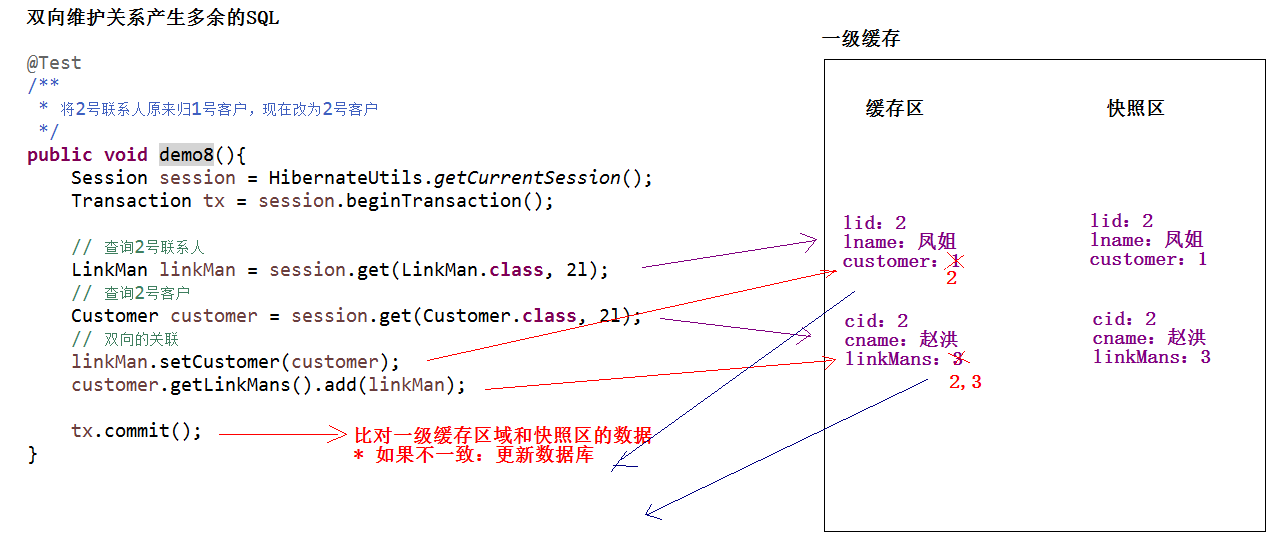 双向维护关系产生多余的SQL
@Test
/**
* 将2号联系人原来归1号客户，现在改为2号客户
*/
public void demo8(){
Session session = HibernateUtils.getCurrentSession();
Transaction tx = session.beginTransaction();
// 查询2号联系人
LinkMan linkMan = session.get(LinkMan.class, 2l);
// 查询2号客户
Customer customer = session.get(Customer.class, 2l);
// 双向的关联
linkMan.setCustomer(customer);
customer.getLinkMans().add(linkMan);
tx.commit();
}
比对一级缓存区域和快照区的数据
* 如果不一致：更新数据库
一级缓存
缓存区
lid：2
lname：凤姐
customer：1
2
cid：2
cname：赵洪
linkMans：3
2,3
快照区
lid：2
lname：凤姐
customer：1
cid：2
cname：赵洪
linkMans：3